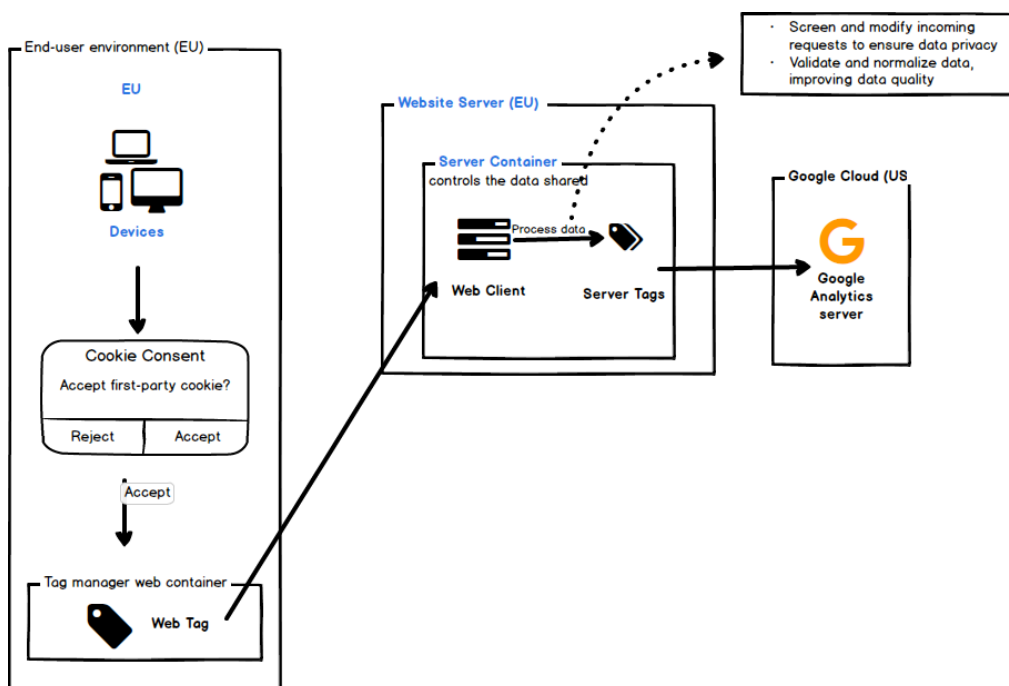 End-user environment (EU)
EU
Devices
Cookie Consent
Accept first-party cookie?
Reject
Accept
Accept
Tag manager web container
Web Tag
Website Server (EU)
Server Container
controls the data shared
Process data
Web Client
Server Tags
· Screen and modify incoming
requests to ensure data privacy
· Validate and normalize data,
improving data quality
Google Cloud (US
Google
Analytics
server